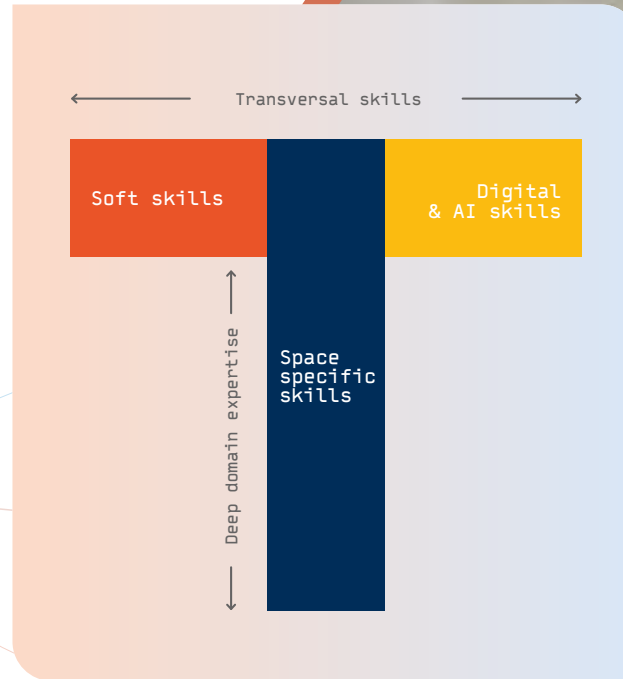 Transversal skills
Soft skills
Digital
& AI skills
Space
specific
skills
Deep domain expertise